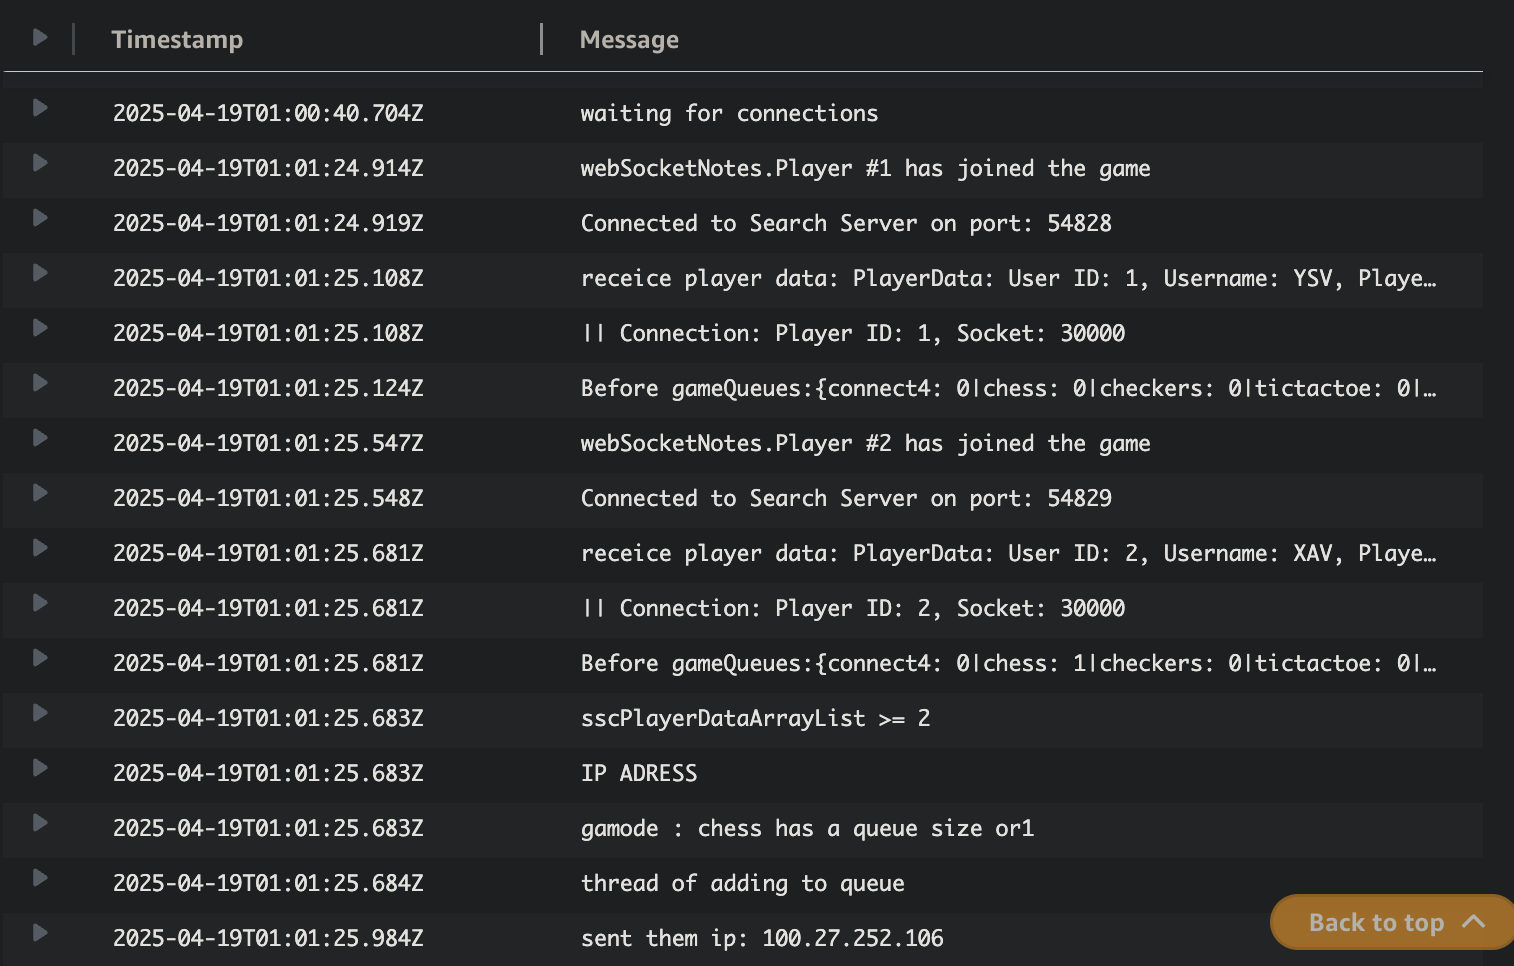 Timestamp Message
2025-04-19T01:00:40.704Z waiting for connections
2025-04-19T01:01:24.914Z webSocketNotes.Player #1 has joined the game
2025-04-19T01:01:24.919Z Connected to Search Server on port: 54828
2025-04-19T01:01:25.108Z receice player data: PlayerData: User ID: 1, Username: YSV, Playe…
2025-04-19T01:01:25.108Z || Connection: Player ID: 1, Socket: 30000
2025-04-19T01:01:25.124Z Before gameQueues:{connect4: 0|chess: 0|checkers: 0|tictactoe: 0|…
2025-04-19T01:01:25.547Z webSocketNotes.Player #2 has joined the game
2025-04-19T01:01:25.548Z Connected to Search Server on port: 54829
2025-04-19T01:01:25.681Z receice player data: PlayerData: User ID: 2, Username: XAV, Playe…
2025-04-19T01:01:25.681Z || Connection: Player ID: 2, Socket: 30000
2025-04-19T01:01:25.681Z Before gameQueues:{connect4: 0|chess: 1|checkers: 0|tictactoe: 0|…
2025-04-19T01:01:25.683Z sscPlayerDataArrayList >= 2
2025-04-19T01:01:25.683Z IP ADRESS
2025-04-19T01:01:25.683Z gamode : chess has a queue size or1
2025-04-19T01:01:25.684Z thread of adding to queue
Back to top
2025-04-19T01:01:25.984Z sent them ip: 100.27.252.106